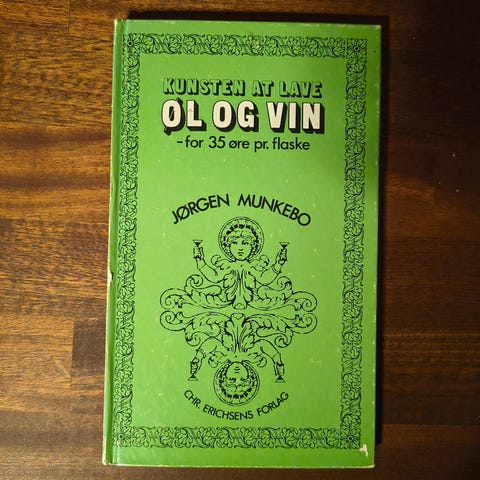 KUNSTEN AT LAVE
ØL OG VIN
-for 35 øre pr. flaske
JØRGEN MUNKEBO
CHR. ERICHSENS FORLAG